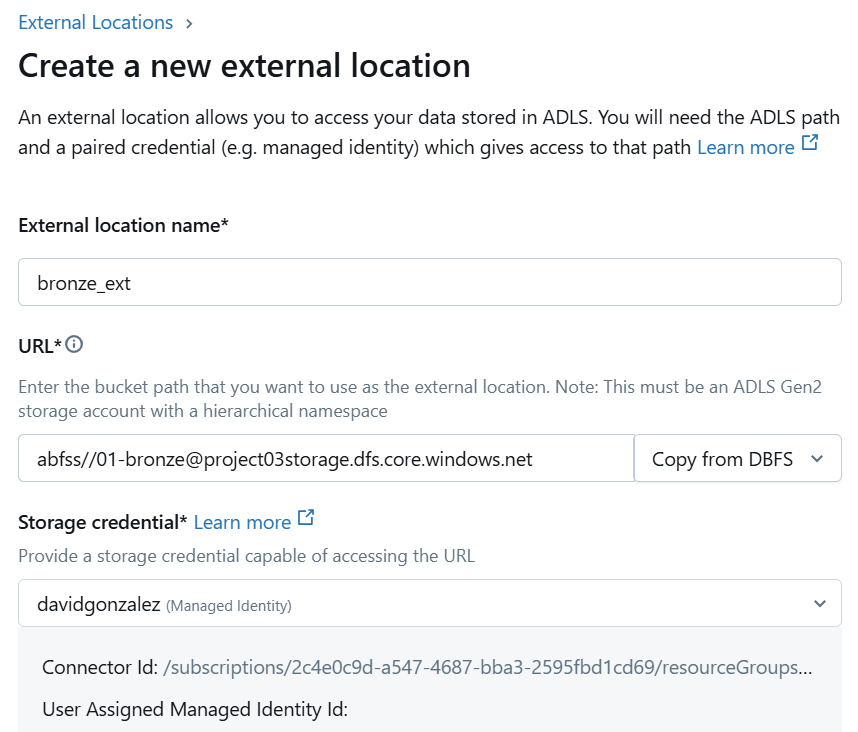 External Locations >
Create a new external location
An external location allows you to access your data stored in ADLS. You will need the ADLS path
and a paired credential (e.g. managed identity) which gives access to that path Learn more
External location name*
bronze_ext
URL*
Enter the bucket path that you want to use as the external location. Note: This must be an ADLS Gen2
storage account with a hierarchical namespace
abfss//01-bronze@project03storage.dfs.core.windows.net Copy from DBFS
Storage credential* Learn more
Provide a storage credential capable of accessing the URL
davidgonzalez (Managed Identity)
Connector Id: /subscriptions/2c4e0c9d-a547-4687-bba3-2595fbd1cd69/resourceGroups...
User Assigned Managed Identity Id: